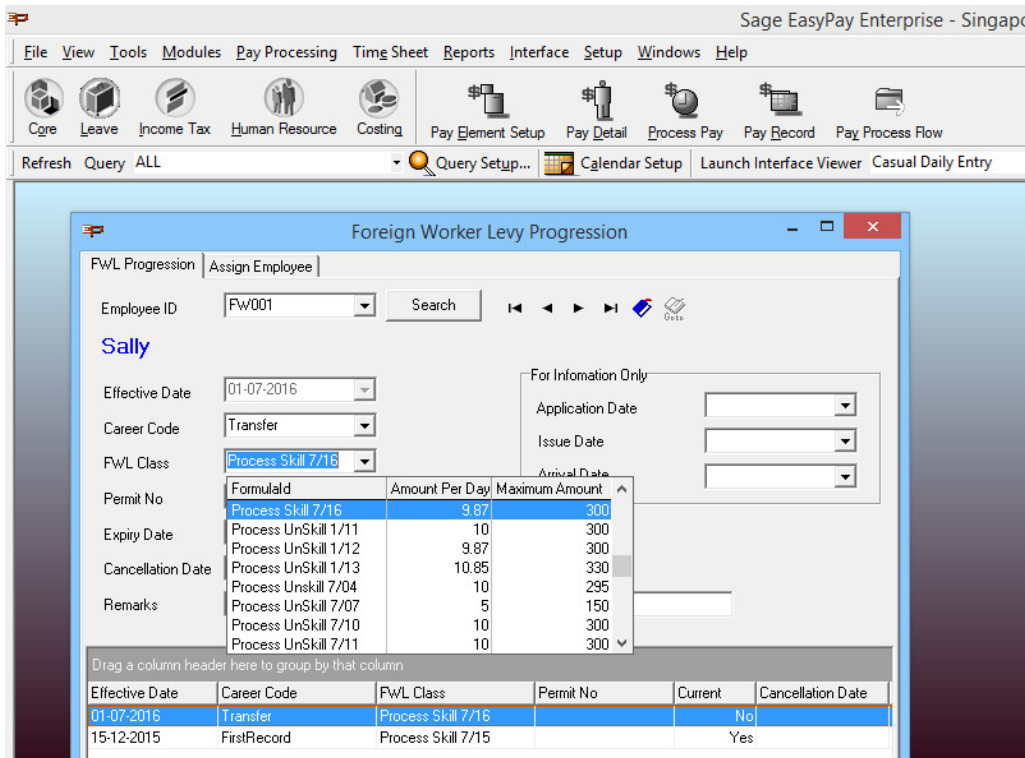 Sage EasyPay Enterprise - Singapo
File View Tools Modules Pay Processing Time Sheet Reports Interface Setup Windows Help
Core Leave Income Tax Human Resource Costing Pay Element Setup Pay Detail Process Pay Pay Record Pay Process Flow
Refresh Query ALL Query Setup... Calendar Setup Launch Interface Viewer Casual Daily Entry
Foreign Worker Levy Progression
FWL Progression Assign Employee
Employee ID FW001 Search Goto
Sally
For Infomation Only
Effective Date 01-07-2016
Application Date
Career Code Transfer
Issue Date
FWL Class Process Skill 7/16
Arrival Date
FormulaId Amount Per Day Maximum Amount
Permit No
Process Skill 7/16 9.87 300
Process UnSkill 1/11 10 300
Expiry Date
Process UnSkill 1/12 9.87 300
Cancellation Date
Process UnSkill 1/13 10.85 330
Process Unskill 7/04 10 295
Remarks
Process UnSkill 7/07 5 150
Process UnSkill 7/10 10 300
Process UnSkill 7/11 10 300
Drag a column header here to group by that column
Effective Date Career Code FWL Class Permit No Current Cancellation Date
01-07-2016 Transfer Process Skill 7/16 No
15-12-2015 FirstRecord Process Skill 7/15 Yes